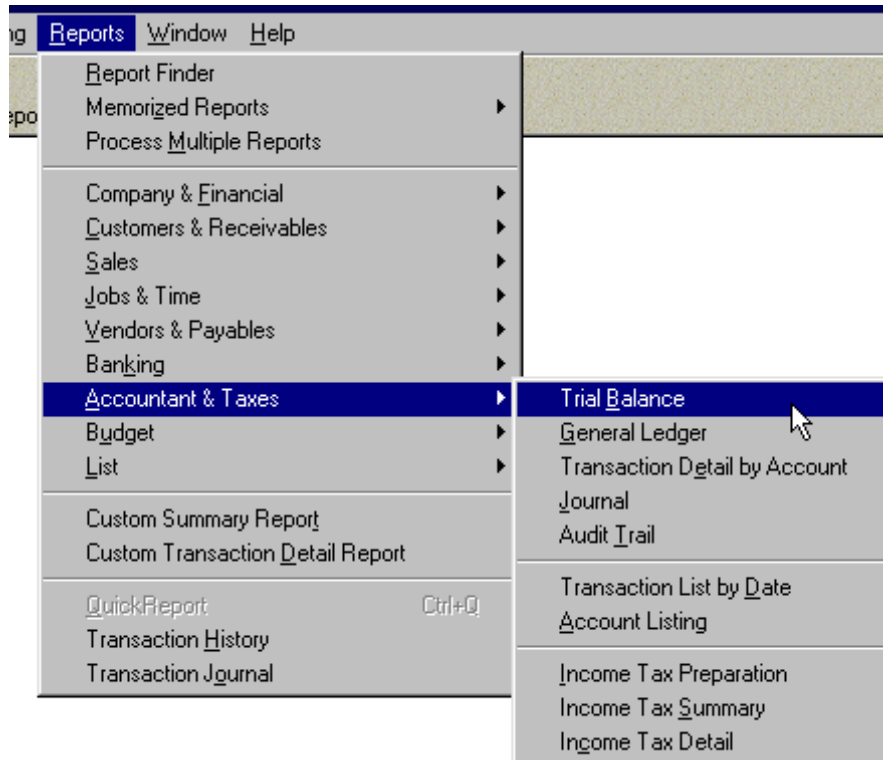 ng Reports Window Help
epo
Report Finder
Memorized Reports
Process Multiple Reports
Company & Financial
Customers & Receivables
Sales
Jobs & Time
Vendors & Payables
Banking
Accountant & Taxes
Budget
List
Custom Summary Report
Custom Transaction Detail Report
QuickReport Ctrl+Q
Transaction History
Transaction Journal
Trial Balance
General Ledger
Transaction Detail by Account
Journal
Audit Trail
Transaction List by Date
Account Listing
Income Tax Preparation
Income Tax Summary
Income Tax Detail